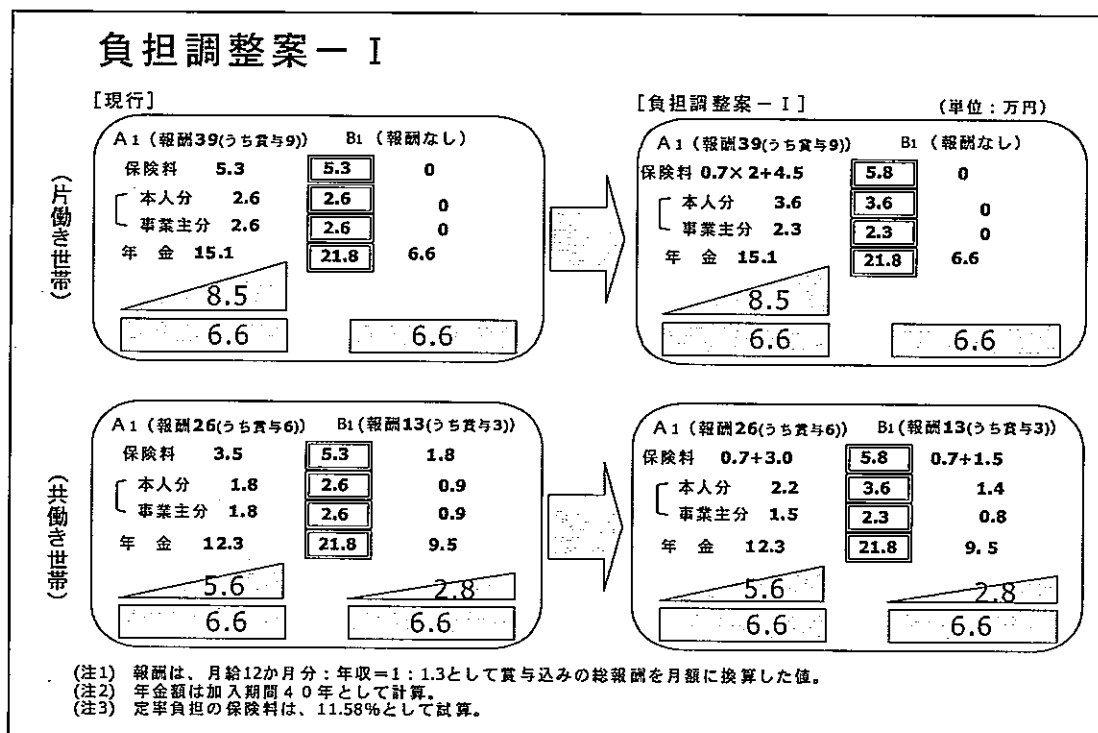 負担調整案－Ⅰ
[現行]
[負担調整案－Ⅰ]
(単位：万円)
(片働き世帯)
A1（報酬39(うち賞与9)) B1（報酬なし）
保険料 5.3 5.3 0
本人分 2.6 2.6 0
事業主分 2.6 2.6 0
年 金 15.1 21.8 6.6
8.5
6.6 6.6
A1（報酬39(うち賞与9)) B1（報酬なし）
保険料 0.7×2+4.5 5.8 0
本人分 3.6 3.6 0
事業主分 2.3 2.3 0
年 金 15.1 21.8 6.6
8.5
6.6 6.6
(共働き世帯)
A1（報酬26(うち賞与6)) B1(報酬13(うち賞与3))
保険料 3.5 5.3 1.8
本人分 1.8 2.6 0.9
事業主分 1.8 2.6 0.9
年 金 12.3 21.8 9.5
5.6 2.8
6.6 6.6
A1（報酬26(うち賞与6)) B1(報酬13(うち賞与3))
保険料 0.7+3.0 5.8 0.7+1.5
本人分 2.2 3.6 1.4
事業主分 1.5 2.3 0.8
年 金 12.3 21.8 9.5
5.6 2.8
6.6 6.6
(注1) 報酬は、月給12か月分：年収＝1：1.3として賞与込みの総報酬を月額に換算した値。
(注2) 年金額は加入期間４０年として計算。
(注3) 定率負担の保険料は、11.58%として試算。